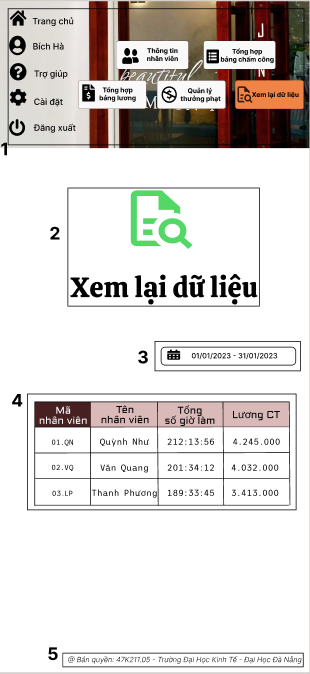 Trang chủ
Bích Hà
Trợ giúp
Cài đặt
Đăng xuất
Thông tin
nhân viên
Tổng hợp
bảng chấm công
beautiful
Tổng hợp
bảng lương
Quản lý
thưởng phạt
Xem lại dữ liệu
1
2
Xem lại dữ liệu
3
01/01/2023 - 31/01/2023
4
Mã
nhân viên
Tên
nhân viên
Tổng
số giờ làm
Lương CT
01.QN Quỳnh Như 212:13:56 4.245.000
02.VQ Văn Quang 201:34:12 4.032.000
03.LP Thanh Phương 189:33:45 3.413.000
5
@ Bản quyền: 47K211.05 - Trường Đại Học Kinh Tế - Đại Học Đà Nẵng